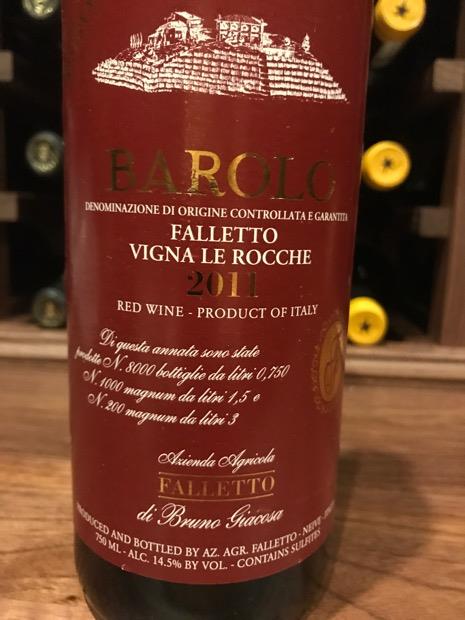 BAROLO
DENOMINAZIONE DI ORIGINE CONTROLLATA E GARANTITA
FALLETTO
VIGNA LE ROCCHE
2011
RED WINE - PRODUCT OF ITALY
Di questa annata sono state
prodotte N. 8000 bottiglie da litri 0,750
N. 1000 magnum da litri 1,5 e
N. 200 magnum da litri 3
Azienda Agricola
FALLETTO
di Bruno Giacosa
PRODUCED AND BOTTLED BY AZ. AGR. FALLETTO - NEIVE -
750 ML - ALC. 14.5% BY VOL. - CONTAINS SULFITES